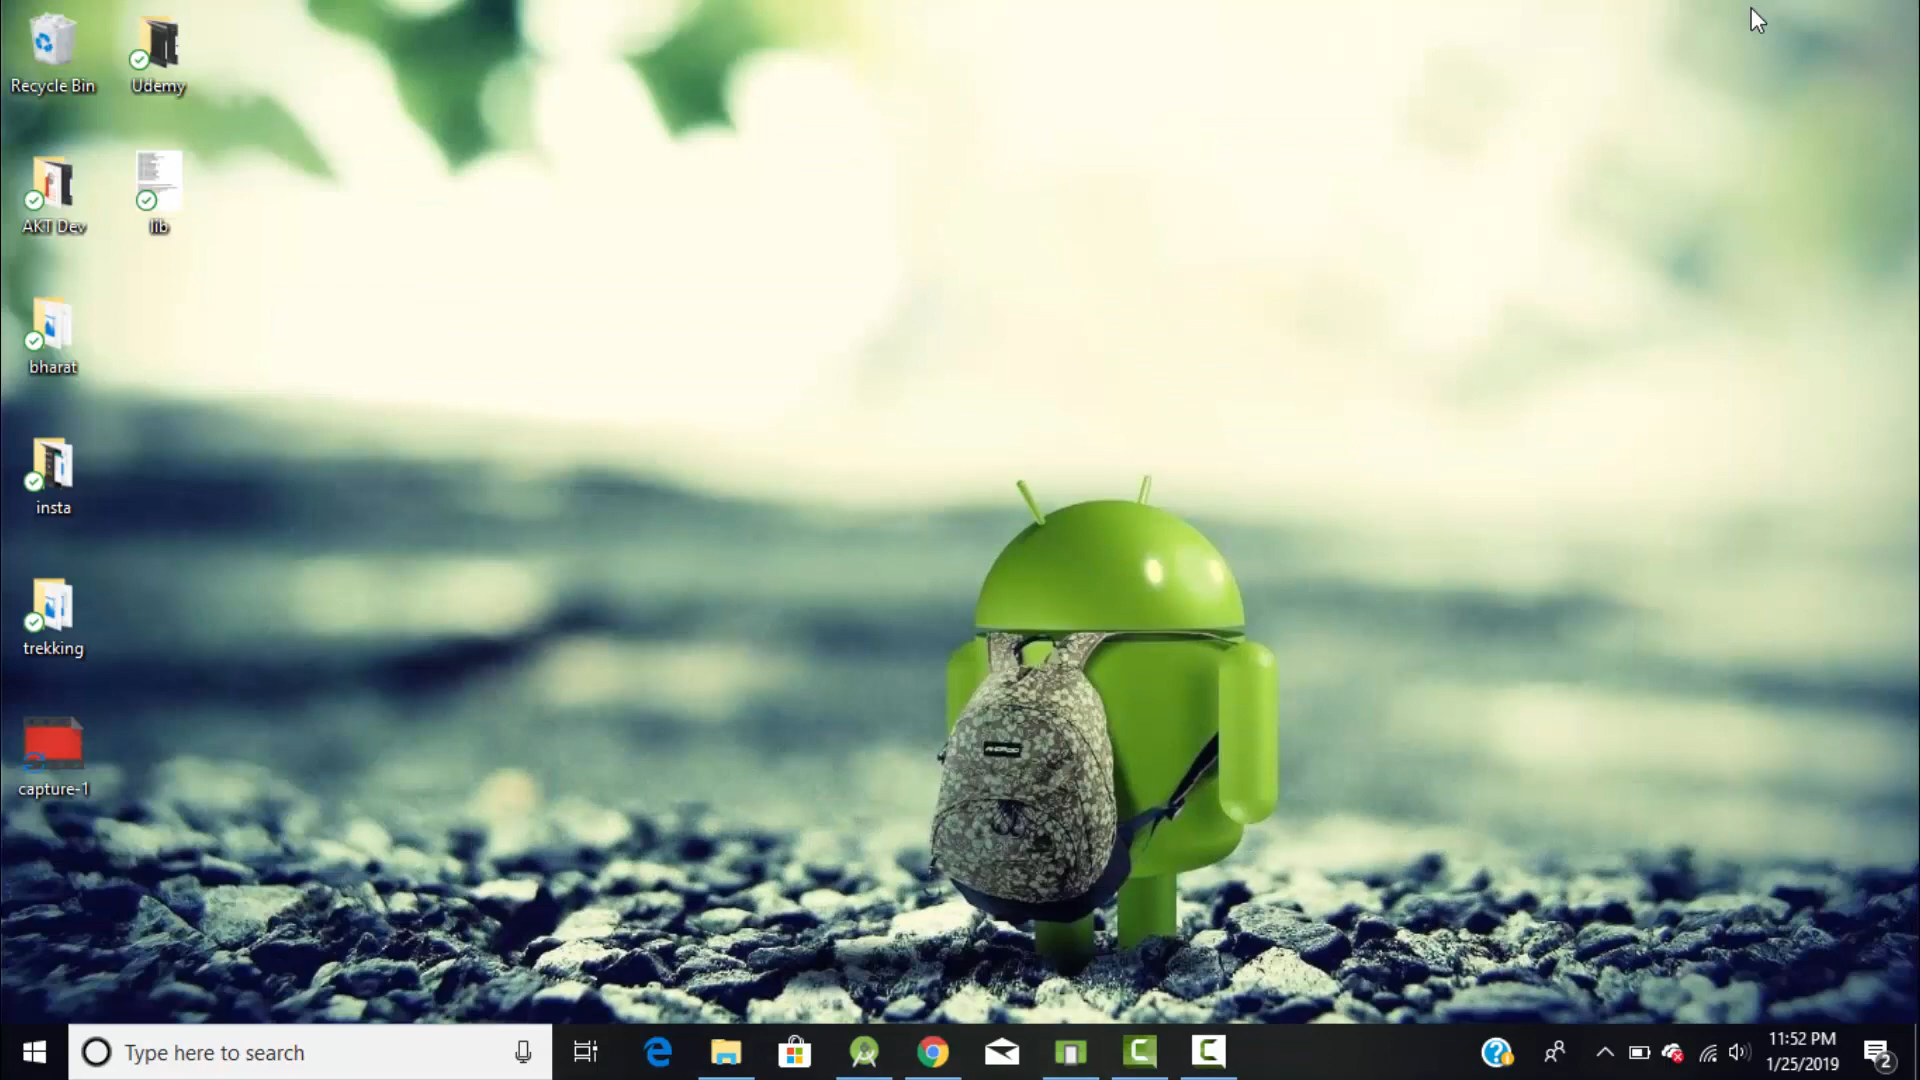 Recycle Bin
Udemy
AKT Dev
lib
bharat
insta
trekking
capture-1
ANDROID
Type here to search
11:52 PM
1/25/2019
2